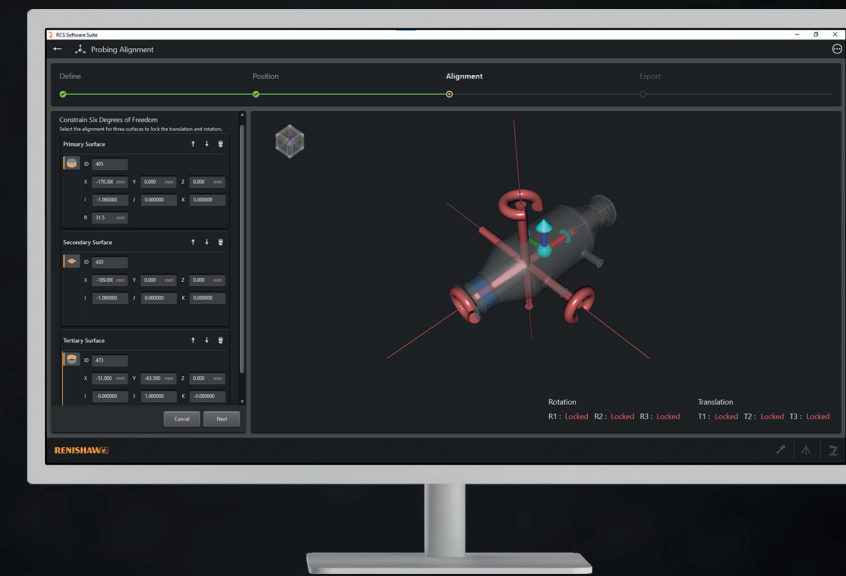 RCS Software Suite
Probing Alignment
Define
Position
Alignment
Export
Constrain Six Degrees of Freedom
Select the alignment for three surfaces to lock the translation and rotation.
Primary Surface
ID 405
X -170.200 mm Y 0.000 mm Z 0.000 mm
I -1.000000 J 0.000000 K 0.000000
R 31.5 mm
Secondary Surface
ID 430
X -189.000 mm Y 0.000 mm Z 0.000 mm
I -1.000000 J 0.000000 K 0.000000
Tertiary Surface
ID 473
X -51.000 mm Y -63.500 mm Z 0.000 mm
I -0.000000 J 1.000000 K -0.000000
Cancel Next
Rotation
R1 : Locked R2 : Locked R3 : Locked
Translation
T1 : Locked T2 : Locked T3 : Locked
RENISHAW